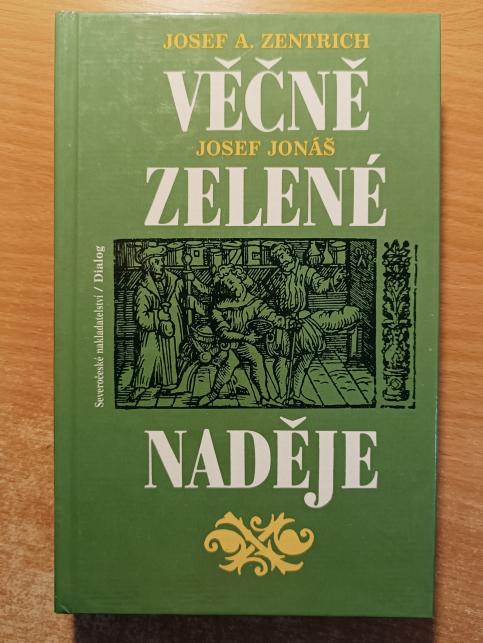 JOSEF A. ZENTRICH
VĚČNĚ
JOSEF JONÁŠ
ZELENÉ
Severočeské nakladatelství / Dialog
NADĚJE